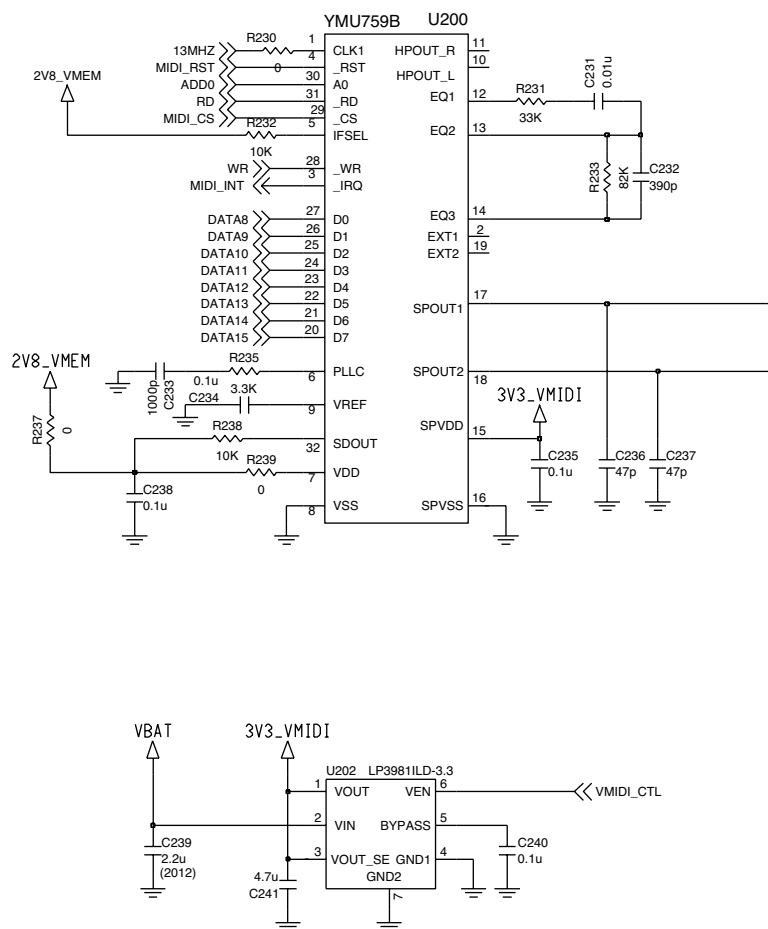 YMU759B U200
R230
13MHZ 1 CLK1 HPOUT_R 11
0
MIDI_RST 4 _RST HPOUT_L 10
2V8_VMEM
ADD0 30 A0
RD 31 _RD EQ1 12 R231 33K C231 0.01u
MIDI_CS 29 _CS
R232 10K 5 IFSEL EQ2 13
WR 28 _WR R233 82K C232 390p
MIDI_INT 3 _IRQ
DATA8 27 D0 EQ3 14
DATA9 26 D1 EXT1 2
DATA10 25 D2 EXT2 19
DATA11 24 D3
DATA12 23 D4
DATA13 22 D5 SPOUT1 17
DATA14 21 D6
DATA15 20 D7
2V8_VMEM
1000p C233 R235 3.3K 6 PLLC SPOUT2 18
0.1u C234 9 VREF
3V3_VMIDI
R237 0
R238 10K 32 SDOUT SPVDD 15
R239 0 7 VDD
C235 0.1u
C236 47p
C237 47p
C238 0.1u
8 VSS SPVSS 16
VBAT 3V3_VMIDI
U202 LP3981ILD-3.3
1 VOUT VEN 6 VMIDI_CTL
2 VIN BYPASS 5
C239 2.2u (2012)
3 VOUT_SE GND1 4
C240 0.1u
4.7u C241
GND2 7